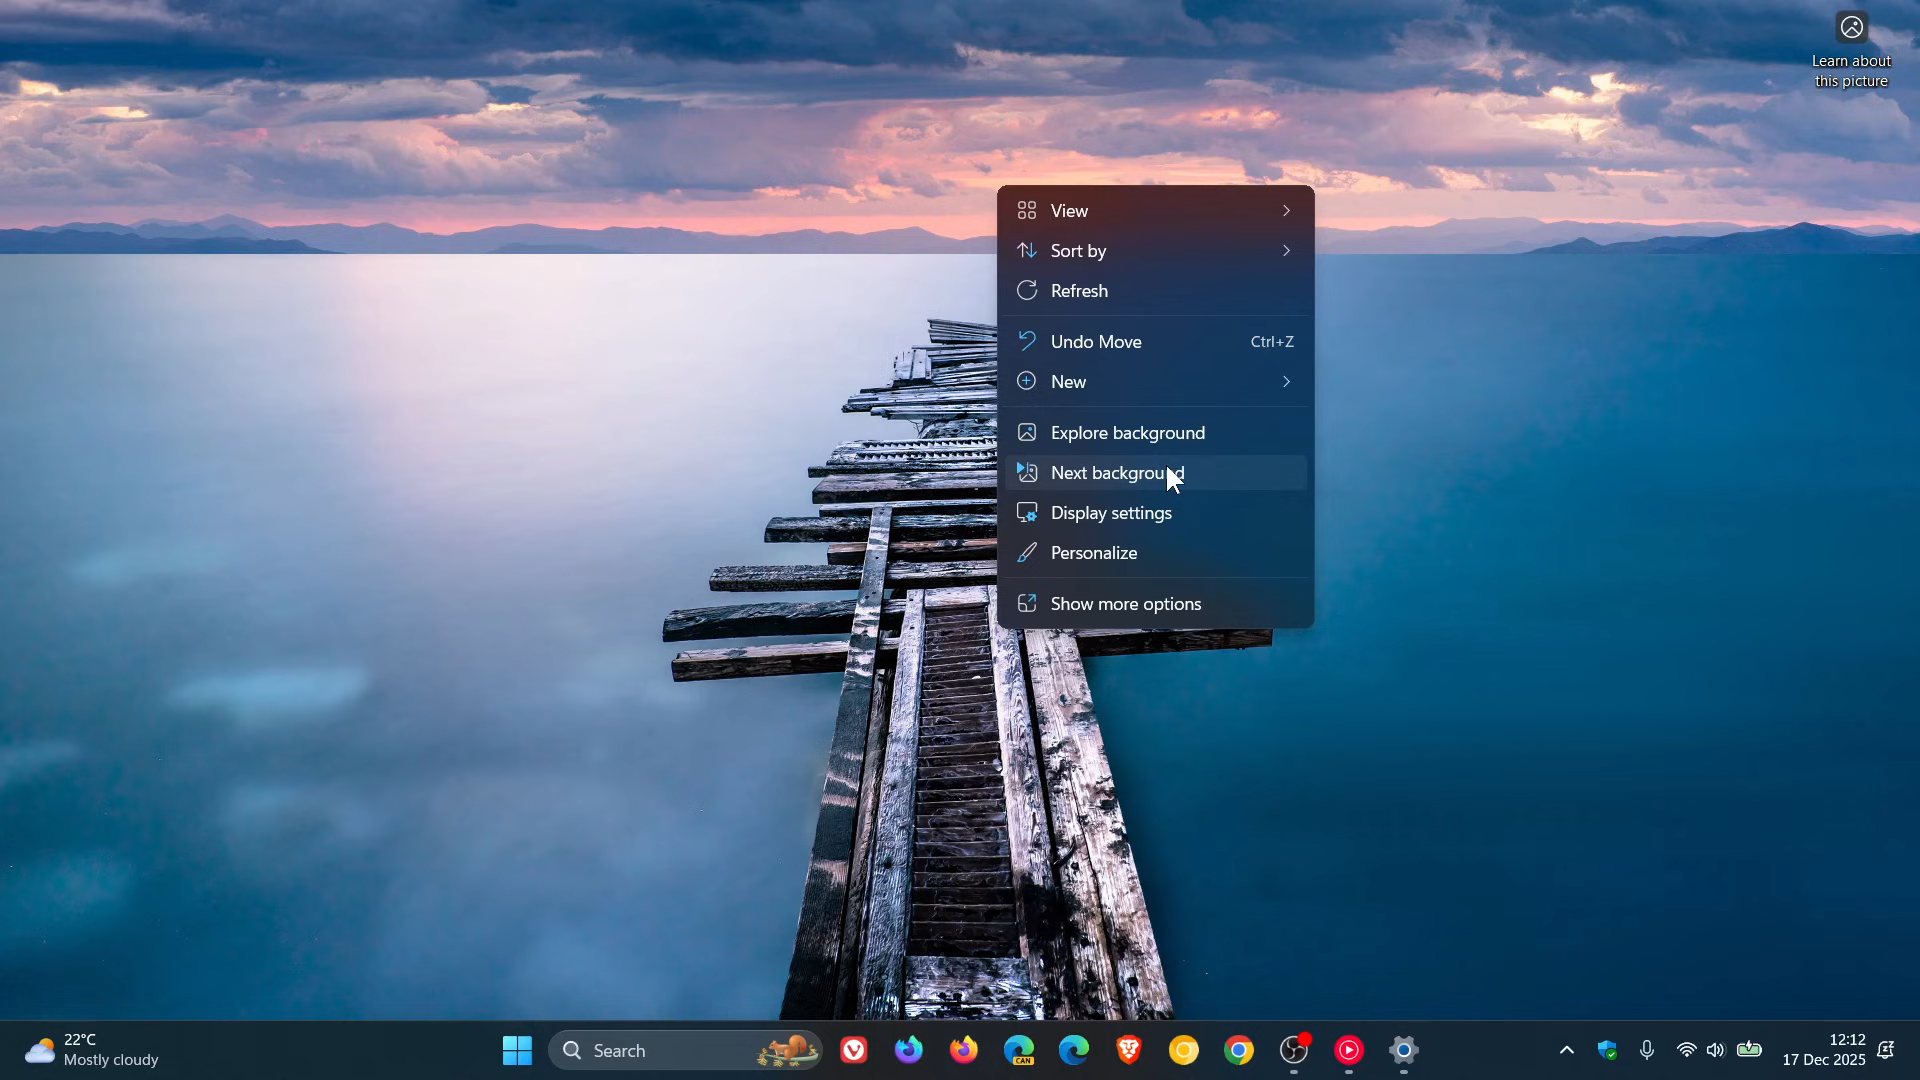 Learn about
this picture
View
Sort by
Refresh
Undo Move Ctrl+Z
New
Explore background
Next background
Display settings
Personalize
Show more options
22°C
Mostly cloudy
Search
CAN
12:12
17 Dec 2025